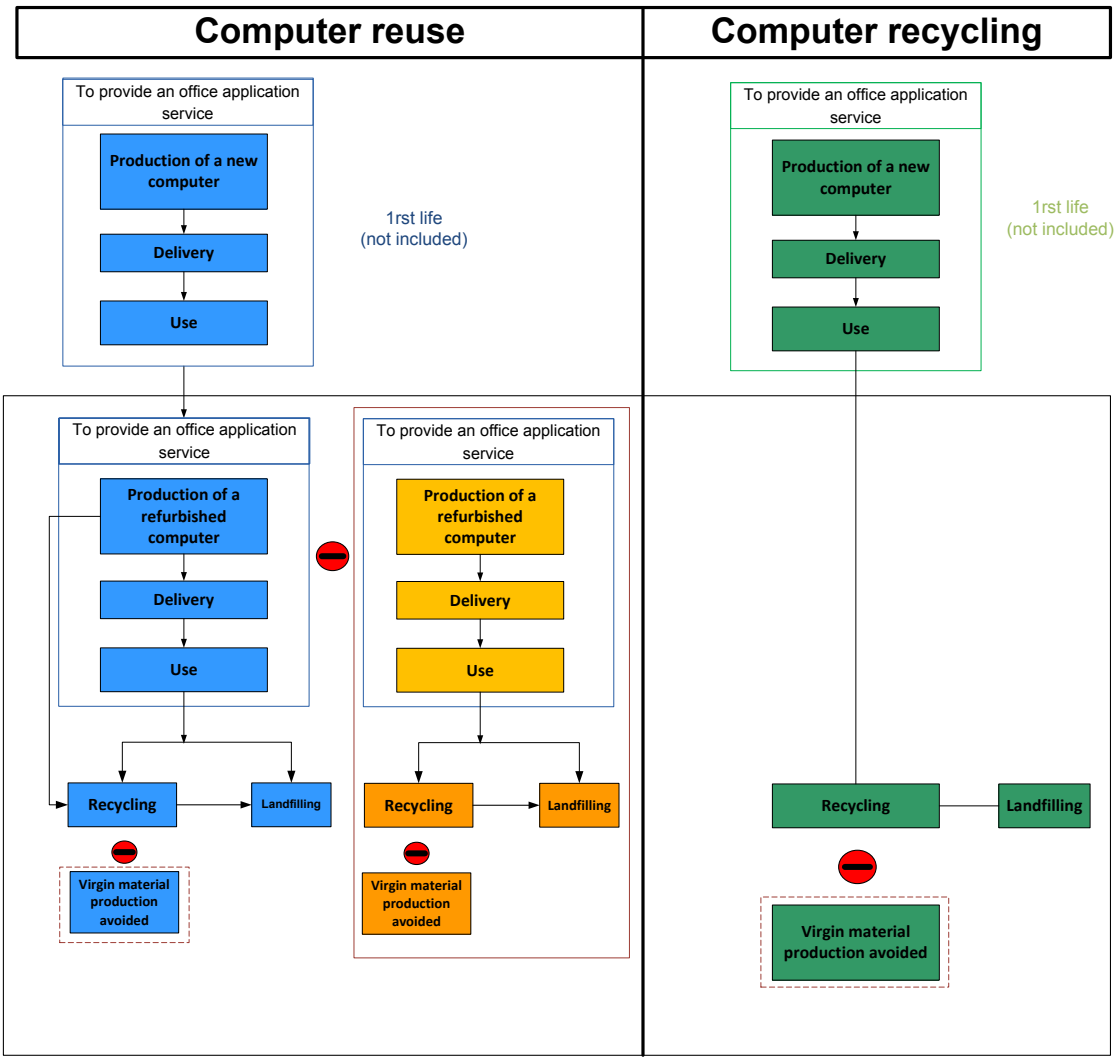 Computer reuse
Computer recycling
To provide an office application
service
Production of a new
computer
Delivery
Use
1rst life
(not included)
To provide an office application
service
Production of a new
computer
Delivery
Use
1rst life
(not included)
To provide an office application
service
Production of a
refurbished
computer
Delivery
Use
Recycling
Landfilling
Virgin material
production
avoided
To provide an office application
service
Production of a
refurbished
computer
Delivery
Use
Recycling
Landfilling
Virgin material
production
avoided
Recycling
Landfilling
Virgin material
production avoided